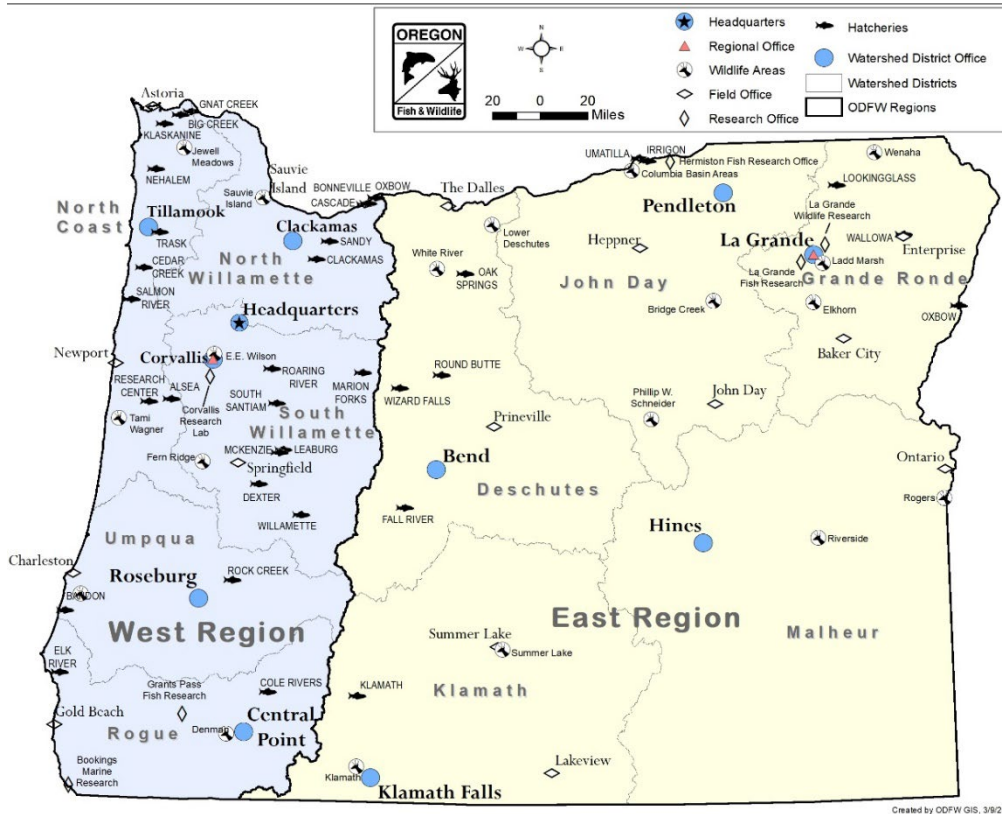 OREGON
Fish & Wildlife
N
W
E
S
20 0 20
Miles
Headquarters
Regional Office
Wildlife Areas
Field Office
Research Office
Hatcheries
Watershed District Office
Watershed Districts
ODFW Regions
Astoria
GNAT CREEK
BIG CREEK
KLASKANINE
Jewell
Meadows
NEHALEM
Sauvie
Island
Sauvie
Island
BONNEVILLE
OXBOW
CASCADE
The Dalles
North
Coast
Tillamook
TRASK
Clackamas
SANDY
CLACKAMAS
North
Willamette
CEDAR
CREEK
SALMON
RIVER
Headquarters
Newport
Corvallis
E.E. Wilson
RESEARCH
CENTER
ALSEA
Corvallis
Research
Lab
ROARING
RIVER
MARION
FORKS
SOUTH
SANTIAM
South
Willamette
Tami
Wagner
MCKENZIE
LEABURG
Fern Ridge
Springfield
DEXTER
WILLAMETTE
Umpqua
Charleston
Roseburg
ROCK CREEK
BANDON
West Region
ELK
RIVER
Grants Pass
Fish Research
COLE RIVERS
Gold Beach
Rogue
Denman
Central
Point
Bookings
Marine
Research
UMATILLA
IRRIGON
Hermiston Fish Research Office
Columbia Basin Areas
Wenaha
LOOKINGGLASS
Pendleton
La Grande
Wildlife Research
La Grande
WALLOWA
Enterprise
Ladd Marsh
La Grande
Fish Research
Grande Ronde
Lower
Deschutes
White River
OAK
SPRINGS
Heppner
John Day
Bridge Creek
Elkhorn
OXBOW
Baker City
ROUND BUTTE
WIZARD FALLS
Prineville
Phillip W.
Schneider
John Day
Bend
Deschutes
FALL RIVER
Ontario
Rogers
Hines
Riverside
East Region
Malheur
Summer Lake
Summer Lake
KLAMATH
Klamath
Klamath
Klamath Falls
Lakeview
Created by ODFW GIS, 3/9/2